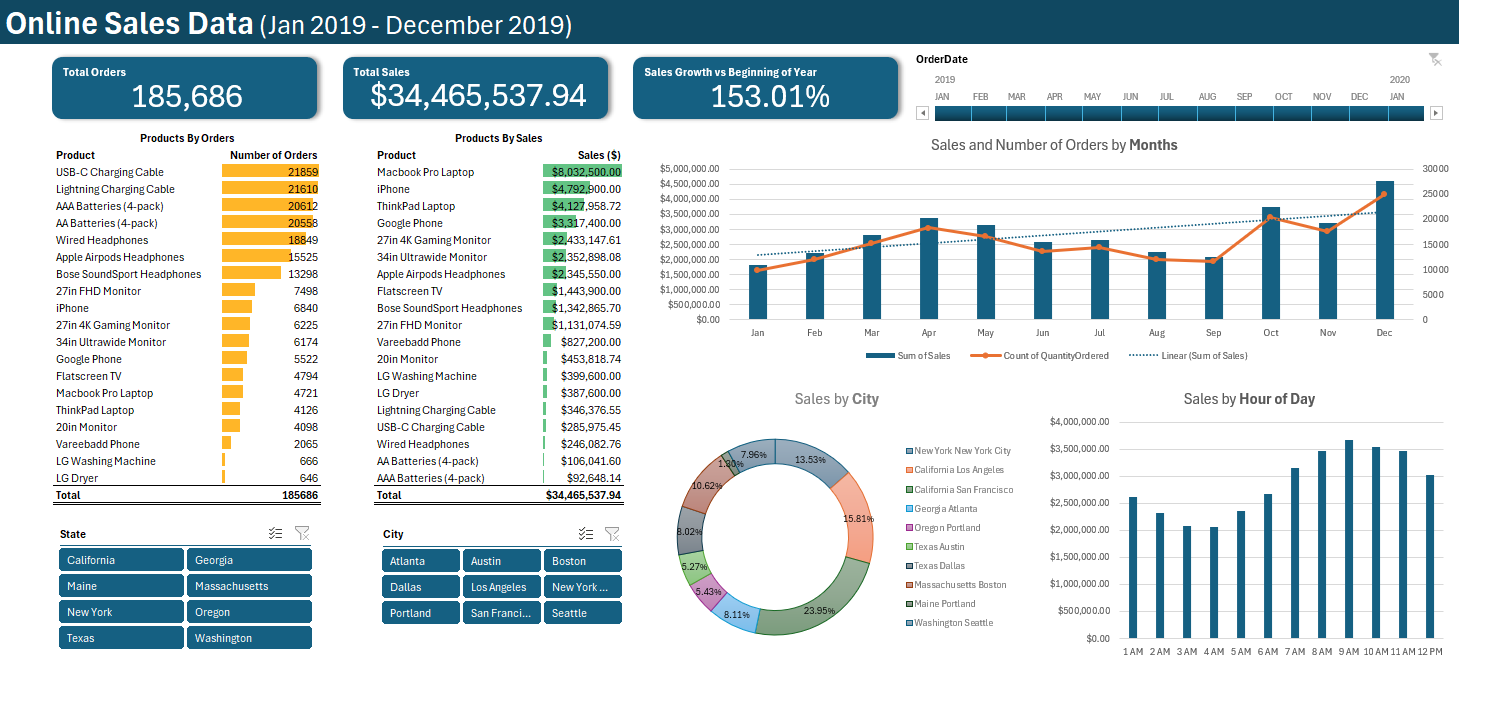 Online Sales Data (Jan 2019 - December 2019)
Total Orders
185,686
Total Sales
$34,465,537.94
Sales Growth vs Beginning of Year
153.01%
OrderDate
2019 2020
JAN FEB MAR APR MAY JUN JUL AUG SEP OCT NOV DEC JAN
Products By Orders
Product Number of Orders
USB-C Charging Cable 21859
Lightning Charging Cable 21610
AAA Batteries (4-pack) 20612
AA Batteries (4-pack) 20558
Wired Headphones 18849
Apple Airpods Headphones 15525
Bose SoundSport Headphones 13298
27in FHD Monitor 7498
iPhone 6840
27in 4K Gaming Monitor 6225
34in Ultrawide Monitor 6174
Google Phone 5522
Flatscreen TV 4794
Macbook Pro Laptop 4721
ThinkPad Laptop 4126
20in Monitor 4098
Vareebadd Phone 2065
LG Washing Machine 666
LG Dryer 646
Total 185686
Products By Sales
Product Sales ($)
Macbook Pro Laptop $8,032,500.00
iPhone $4,792,900.00
ThinkPad Laptop $4,127,958.72
Google Phone $3,317,400.00
27in 4K Gaming Monitor $2,433,147.61
34in Ultrawide Monitor $2,352,898.08
Apple Airpods Headphones $2,345,550.00
Flatscreen TV $1,443,900.00
Bose SoundSport Headphones $1,342,865.70
27in FHD Monitor $1,131,074.59
Vareebadd Phone $827,200.00
20in Monitor $453,818.74
LG Washing Machine $399,600.00
LG Dryer $387,600.00
Lightning Charging Cable $346,376.55
USB-C Charging Cable $285,975.45
Wired Headphones $246,082.76
AA Batteries (4-pack) $106,041.60
AAA Batteries (4-pack) $92,648.14
Total $34,465,537.94
Sales and Number of Orders by Months
$5,000,000.00 30000
$4,500,000.00
$4,000,000.00 25000
$3,500,000.00
$3,000,000.00 20000
$2,500,000.00 15000
$2,000,000.00
$1,500,000.00 10000
$1,000,000.00
$500,000.00 5000
$0.00 0
Jan Feb Mar Apr May Jun Jul Aug Sep Oct Nov Dec
Sum of Sales Count of QuantityOrdered Linear (Sum of Sales)
State
California Georgia
Maine Massachusetts
New York Oregon
Texas Washington
City
Atlanta Austin Boston
Dallas Los Angeles New York ...
Portland San Franci... Seattle
Sales by City
7.96% 13.53%
1.30%
10.62%
15.81%
8.02%
5.27%
5.43%
8.11% 23.95%
New York New York City
California Los Angeles
California San Francisco
Georgia Atlanta
Oregon Portland
Texas Austin
Texas Dallas
Massachusetts Boston
Maine Portland
Washington Seattle
Sales by Hour of Day
$4,000,000.00
$3,500,000.00
$3,000,000.00
$2,500,000.00
$2,000,000.00
$1,500,000.00
$1,000,000.00
$500,000.00
$0.00
1 AM 2 AM 3 AM 4 AM 5 AM 6 AM 7 AM 8 AM 9 AM 10 AM 11 AM 12 PM